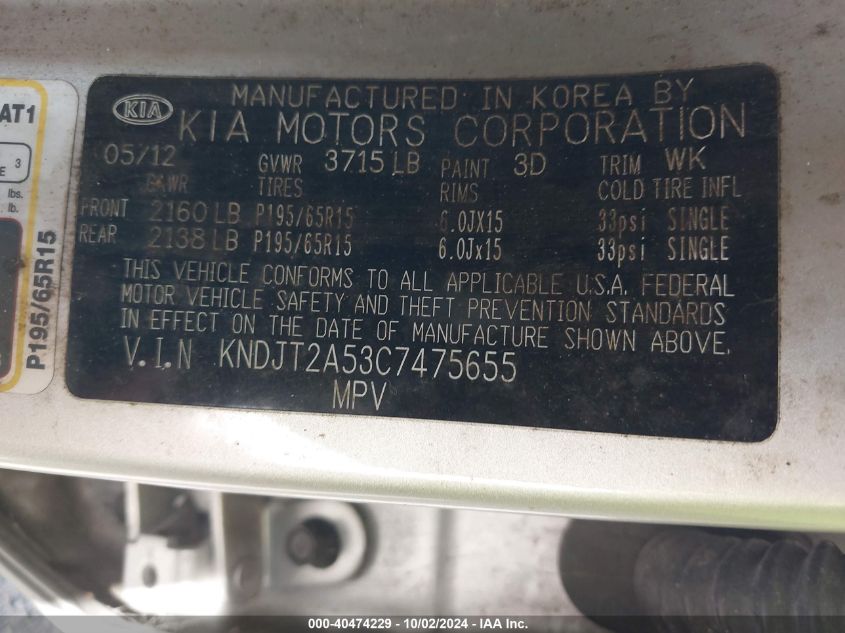 MANUFACTURED IN KOREA BY
KIA KIA MOTORS CORPORATION
05/12 GVWR 3715 LB PAINT 3D TRIM WK
GAWR TIRES RIMS COLD TIRE INFL
FRONT 2160 LB P195/65R15 6.0JX15 33psi SINGLE
REAR 2138 LB P195/65R15 6.0Jx15 33psi SINGLE
THIS VEHICLE CONFORMS TO ALL APPLICABLE U.S.A. FEDERAL
MOTOR VEHICLE SAFETY AND THEFT PREVENTION STANDARDS
IN EFFECT ON THE DATE OF MANUFACTURE SHOWN ABOVE.
V.I.N KNDJT2A53C7475655
MPV
AT1
3
lbs.
lb.
P195/65R15
000-40474229 - 10/02/2024 - IAA Inc.